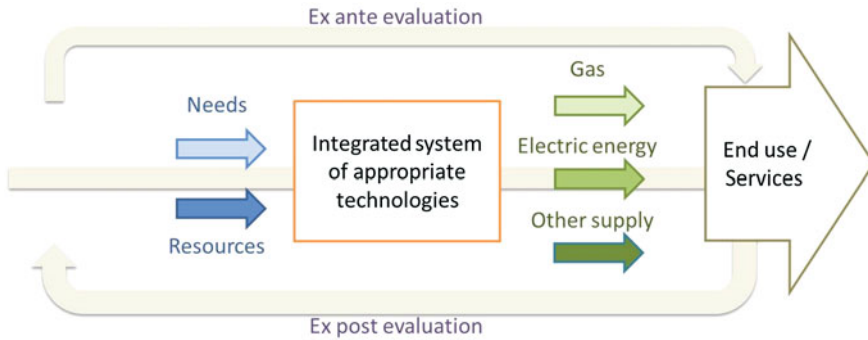 Ex ante evaluation
Needs
Resources
Integrated system
of appropriate
technologies
Gas
Electric energy
Other supply
End use /
Services
Ex post evaluation